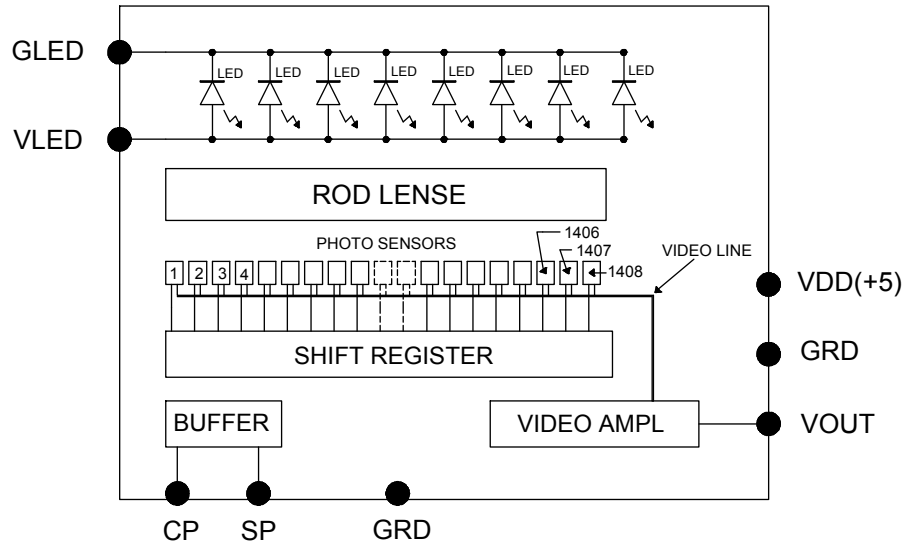 GLED
LED LED LED LED LED LED LED LED
VLED
ROD LENSE
PHOTO SENSORS
1406
1407
1408
VIDEO LINE
1 2 3 4
VDD(+5)
SHIFT REGISTER
GRD
BUFFER
VIDEO AMPL
VOUT
CP SP GRD